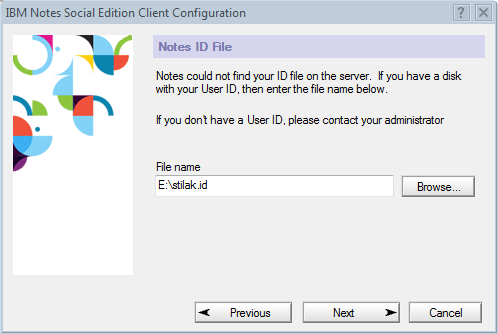 IBM Notes Social Edition Client Configuration
Notes ID File
Notes could not find your ID file on the server. If you have a disk
with your User ID, then enter the file name below.
If you don't have a User ID, please contact your administrator
File name
E:\stilak.id
Browse...
Previous
Next
Cancel